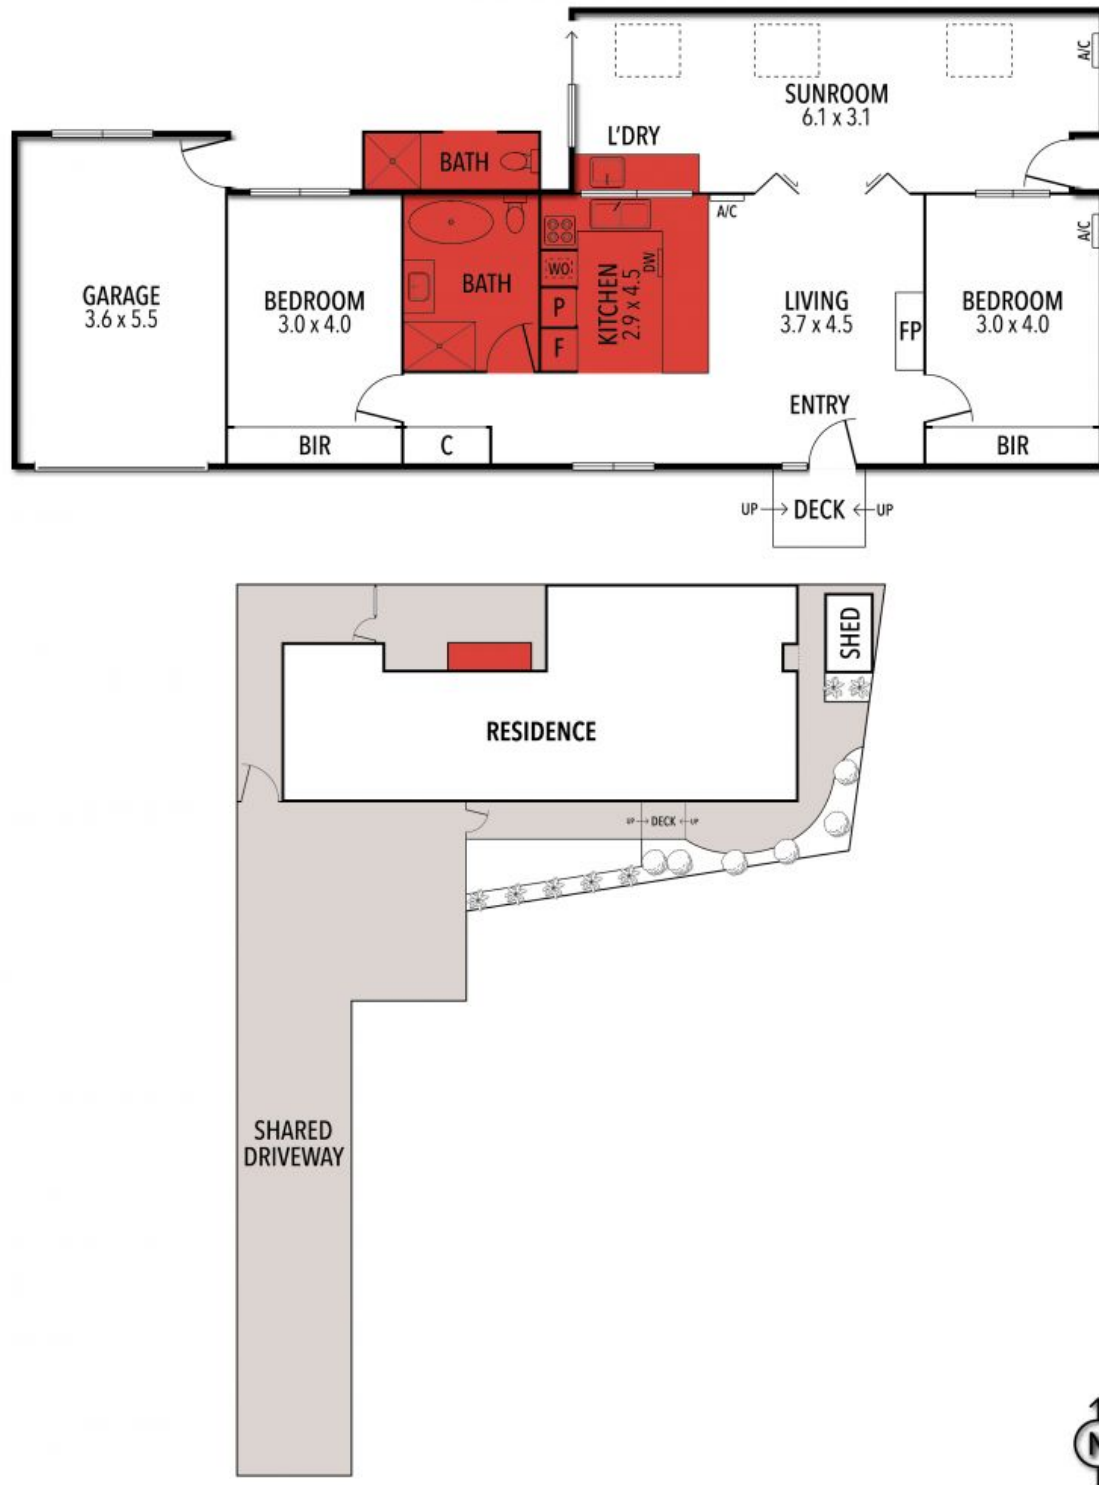 A/C
SUNROOM
6.1 x 3.1
L'DRY
BATH
A/C
A/C
WO
DW
BATH
KITCHEN
2.9 x 4.5
P
F
GARAGE
3.6 x 5.5
BEDROOM
3.0 x 4.0
LIVING
3.7 x 4.5
FP
BEDROOM
3.0 x 4.0
ENTRY
BIR
C
BIR
UP
DECK
UP
SHED
RESIDENCE
UP
DECK
UP
SHARED
DRIVEWAY
N